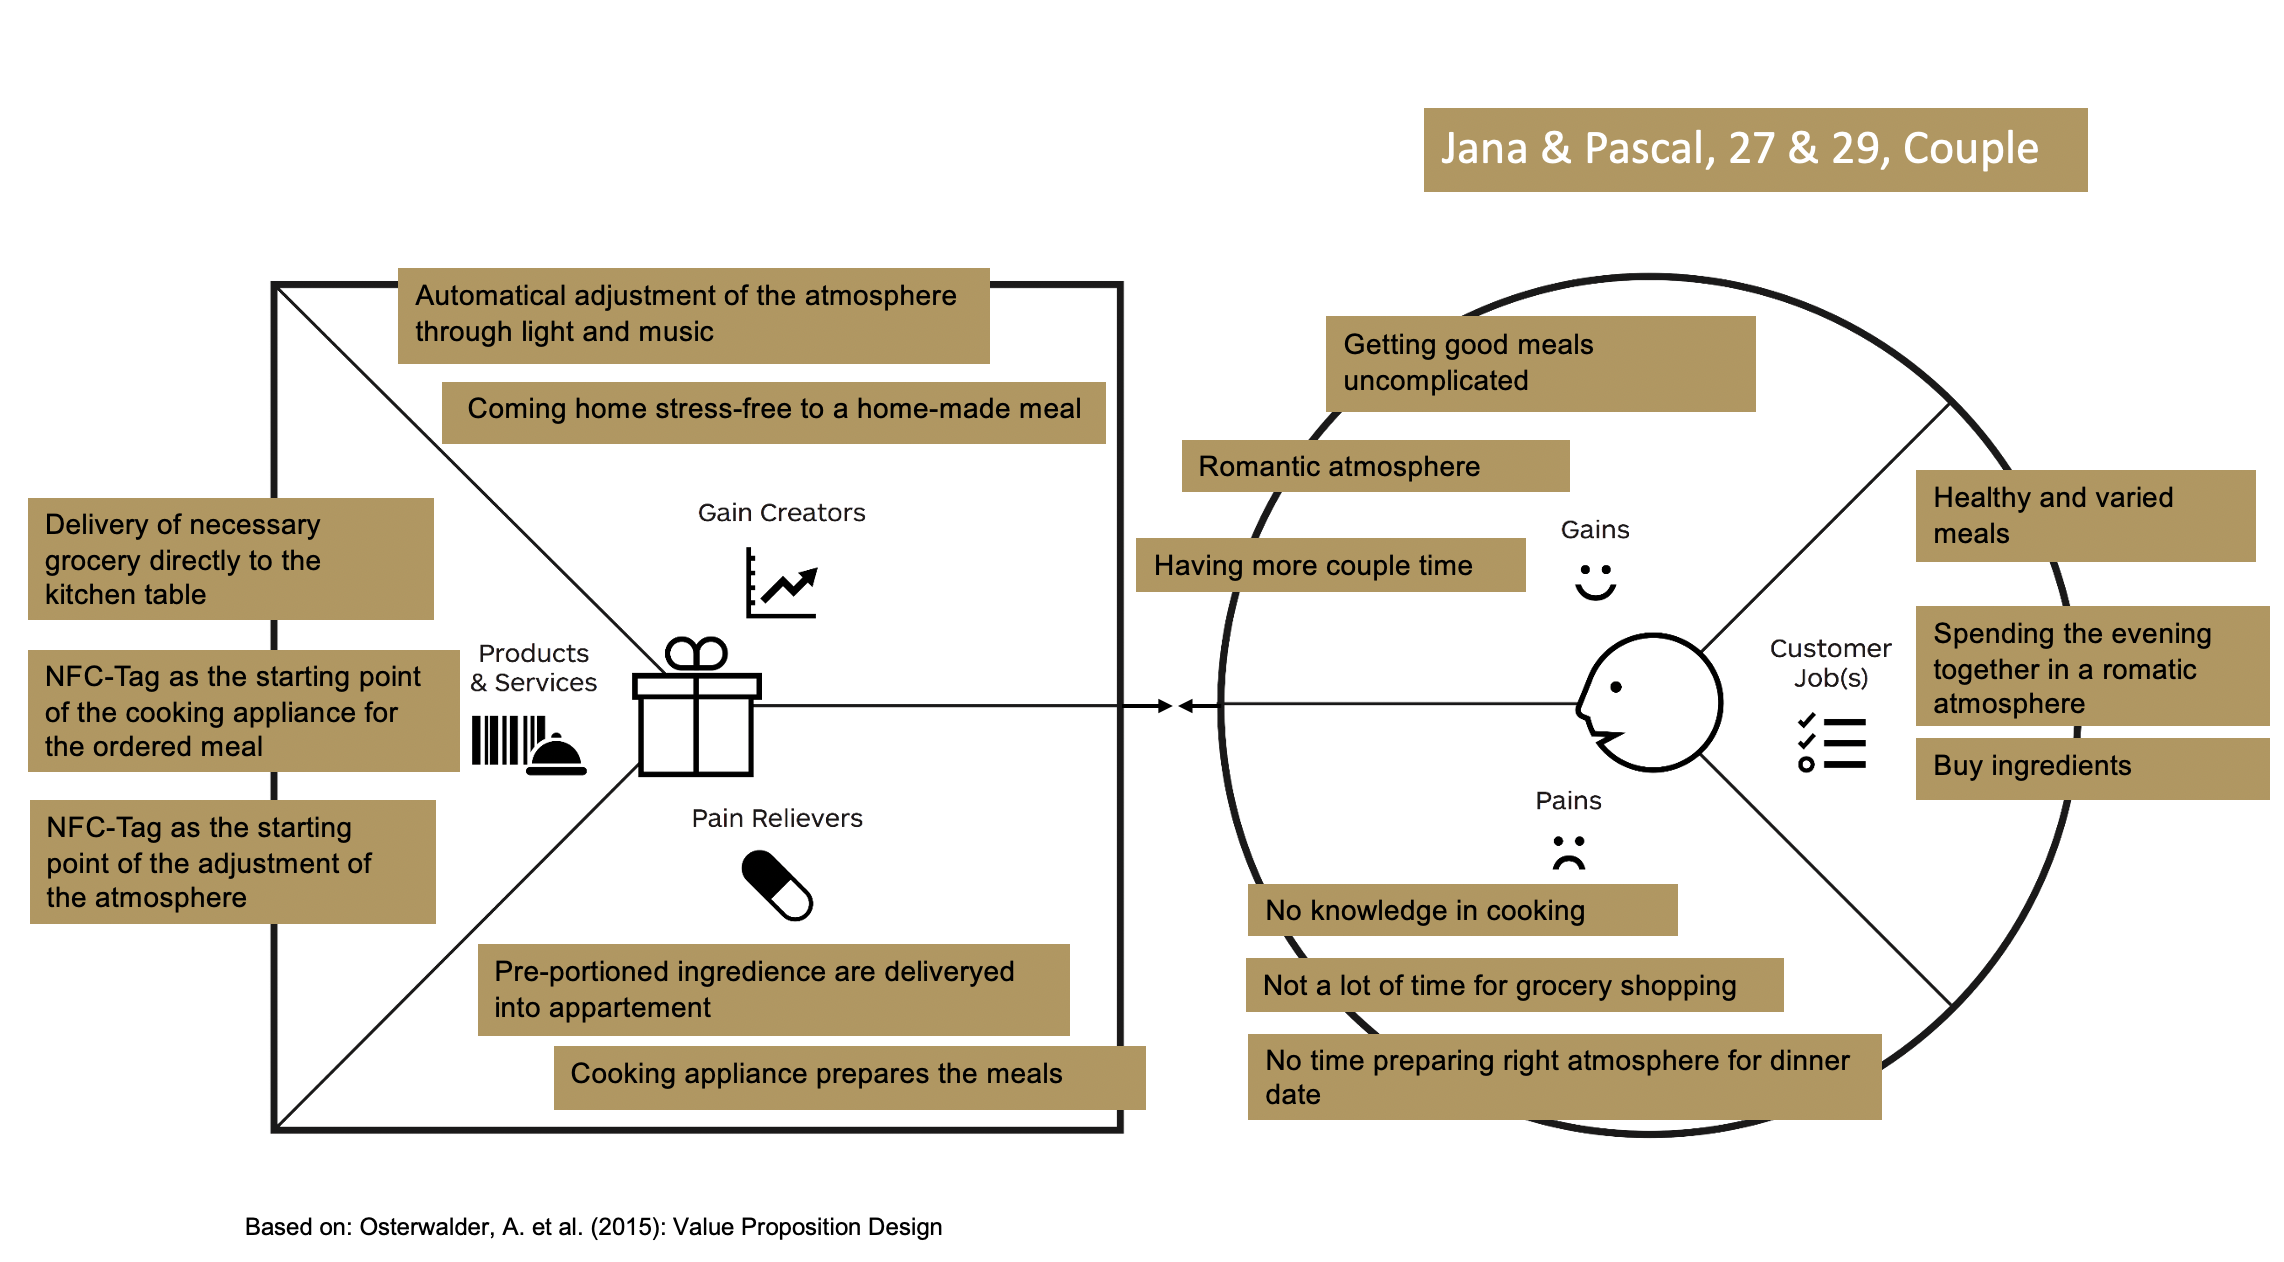 Jana & Pascal, 27 & 29, Couple
Automatical adjustment of the atmosphere
through light and music
Coming home stress-free to a home-made meal
Gain Creators
Delivery of necessary
grocery directly to the
kitchen table
NFC-Tag as the starting point
of the cooking appliance for
the ordered meal
NFC-Tag as the starting
point of the adjustment of
the atmosphere
Products
& Services
Pain Relievers
Pre-portioned ingredience are deliveryed
into appartement
Cooking appliance prepares the meals
Getting good meals
uncomplicated
Romantic atmosphere
Having more couple time
Gains
Healthy and varied
meals
Spending the evening
together in a romatic
atmosphere
Buy ingredients
Customer
Job(s)
Pains
No knowledge in cooking
Not a lot of time for grocery shopping
No time preparing right atmosphere for dinner
date
Based on: Osterwalder, A. et al. (2015): Value Proposition Design